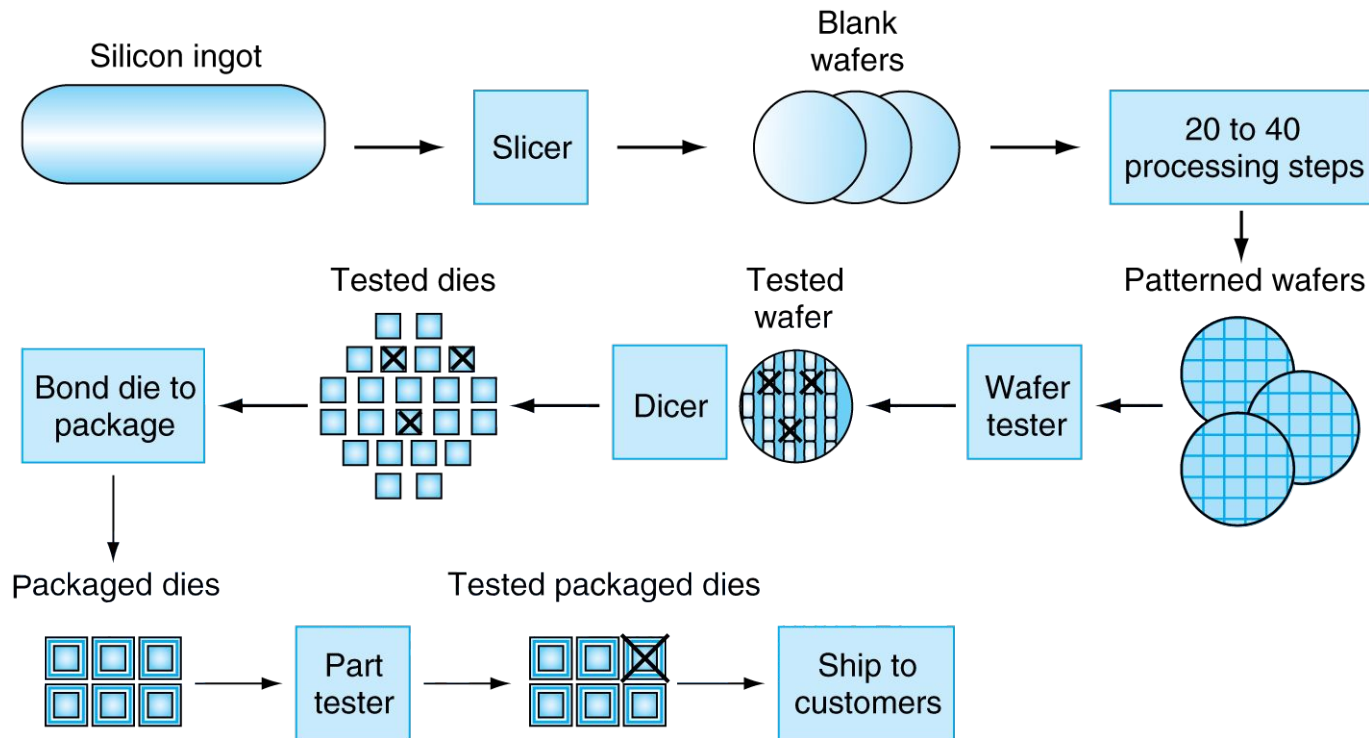 Silicon ingot
Slicer
Blank
wafers
20 to 40
processing steps
Tested dies
Tested
wafer
Patterned wafers
Bond die to
package
Dicer
Wafer
tester
Packaged dies
Tested packaged dies
Part
tester
Ship to
customers